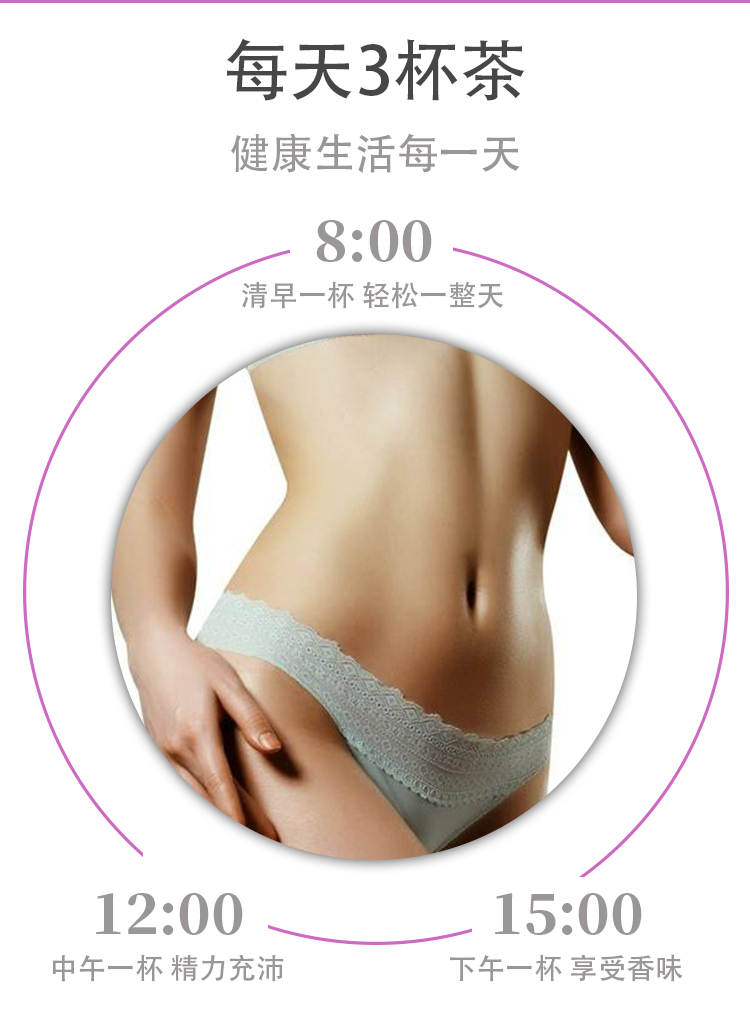 每天3杯茶
健康生活每一天
8:00
清早一杯 轻松一整天
12:00
中午一杯 精力充沛
15:00
下午一杯 享受香味